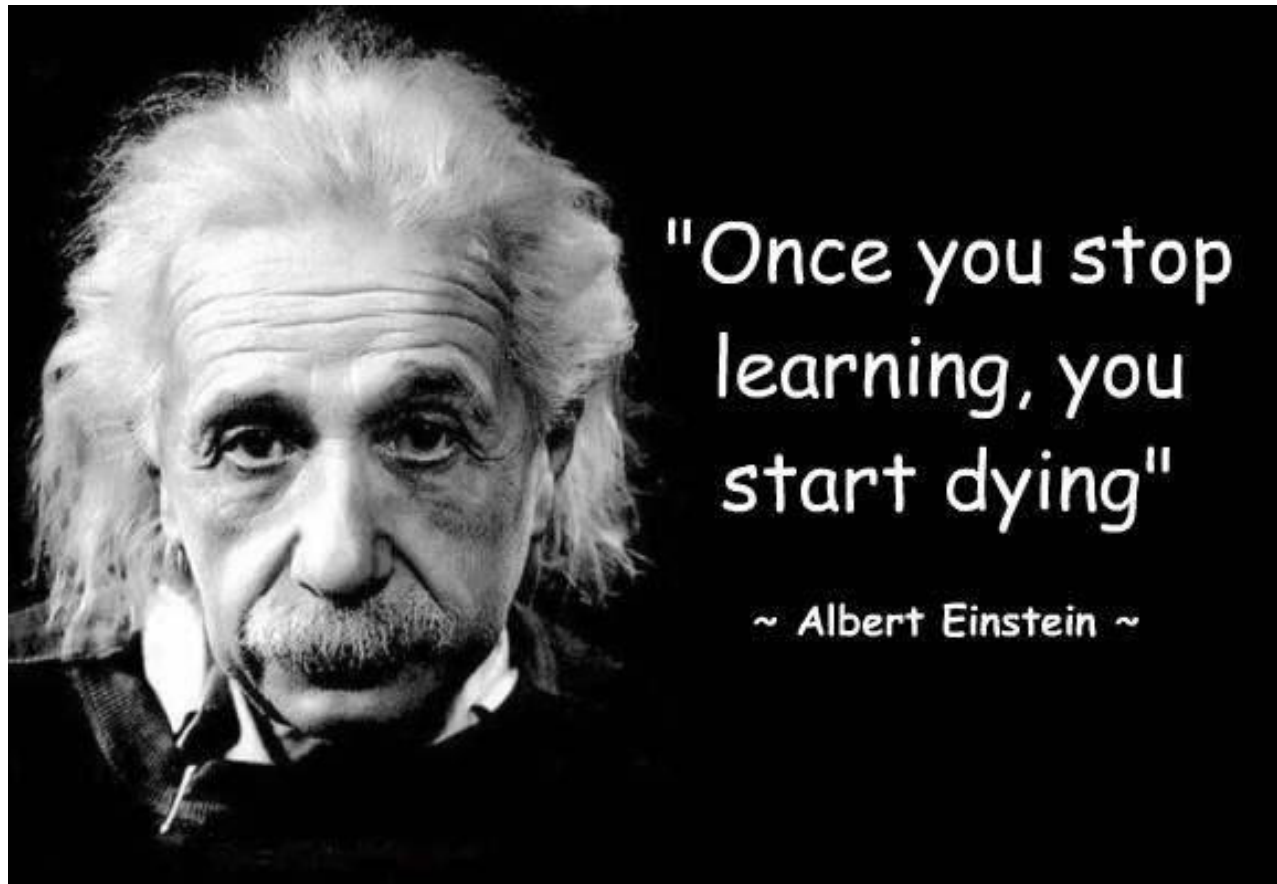 "Once you stop
learning, you
start dying"
~ Albert Einstein ~